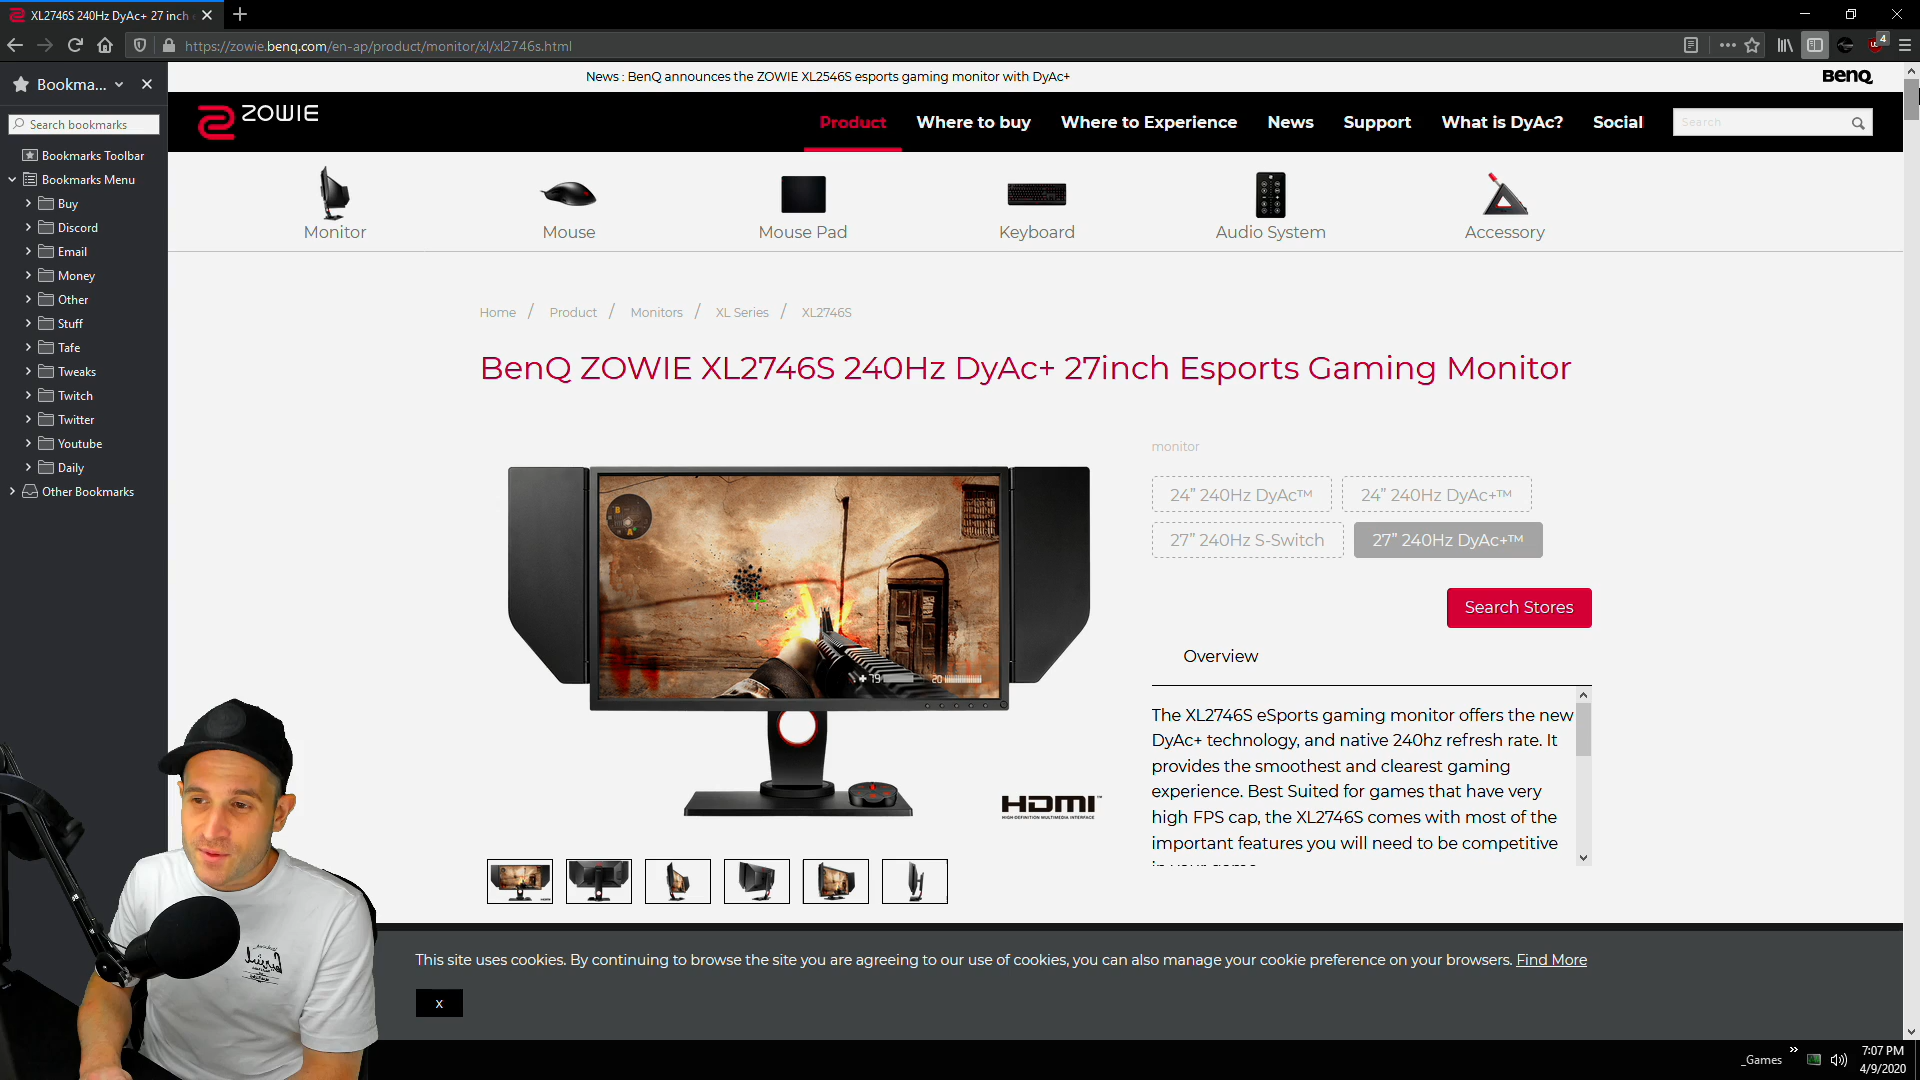 XL2746S 240Hz DyAc+ 27 inch
https://zowie.benq.com/en-ap/product/monitor/xl/xl2746s.html
4
Bookma...
Search bookmarks
Bookmarks Toolbar
Bookmarks Menu
Buy
Discord
Email
Money
Other
Stuff
Tafe
Tweaks
Twitch
Twitter
Youtube
Daily
Other Bookmarks
News : BenQ announces the ZOWIE XL2546S esports gaming monitor with DyAc+
BenQ
ZOWIE
Product
Where to buy
Where to Experience
News
Support
What is DyAc?
Social
Search
Monitor
Mouse
Mouse Pad
Keyboard
Audio System
Accessory
Home / Product / Monitors / XL Series / XL2746S
BenQ ZOWIE XL2746S 240Hz DyAc+ 27inch Esports Gaming Monitor
B
A
79
20
HDMI™
HIGH-DEFINITION MULTIMEDIA INTERFACE
monitor
24” 240Hz DyAc™
24” 240Hz DyAc+™
27” 240Hz S-Switch
27” 240Hz DyAc+™
Search Stores
Overview
The XL2746S eSports gaming monitor offers the new
DyAc+ technology, and native 240hz refresh rate. It
provides the smoothest and clearest gaming
experience. Best Suited for games that have very
high FPS cap, the XL2746S comes with most of the
important features you will need to be competitive
This site uses cookies. By continuing to browse the site you are agreeing to our use of cookies, you can also manage your cookie preference on your browsers. Find More
x
_Games
7:07 PM
4/9/2020